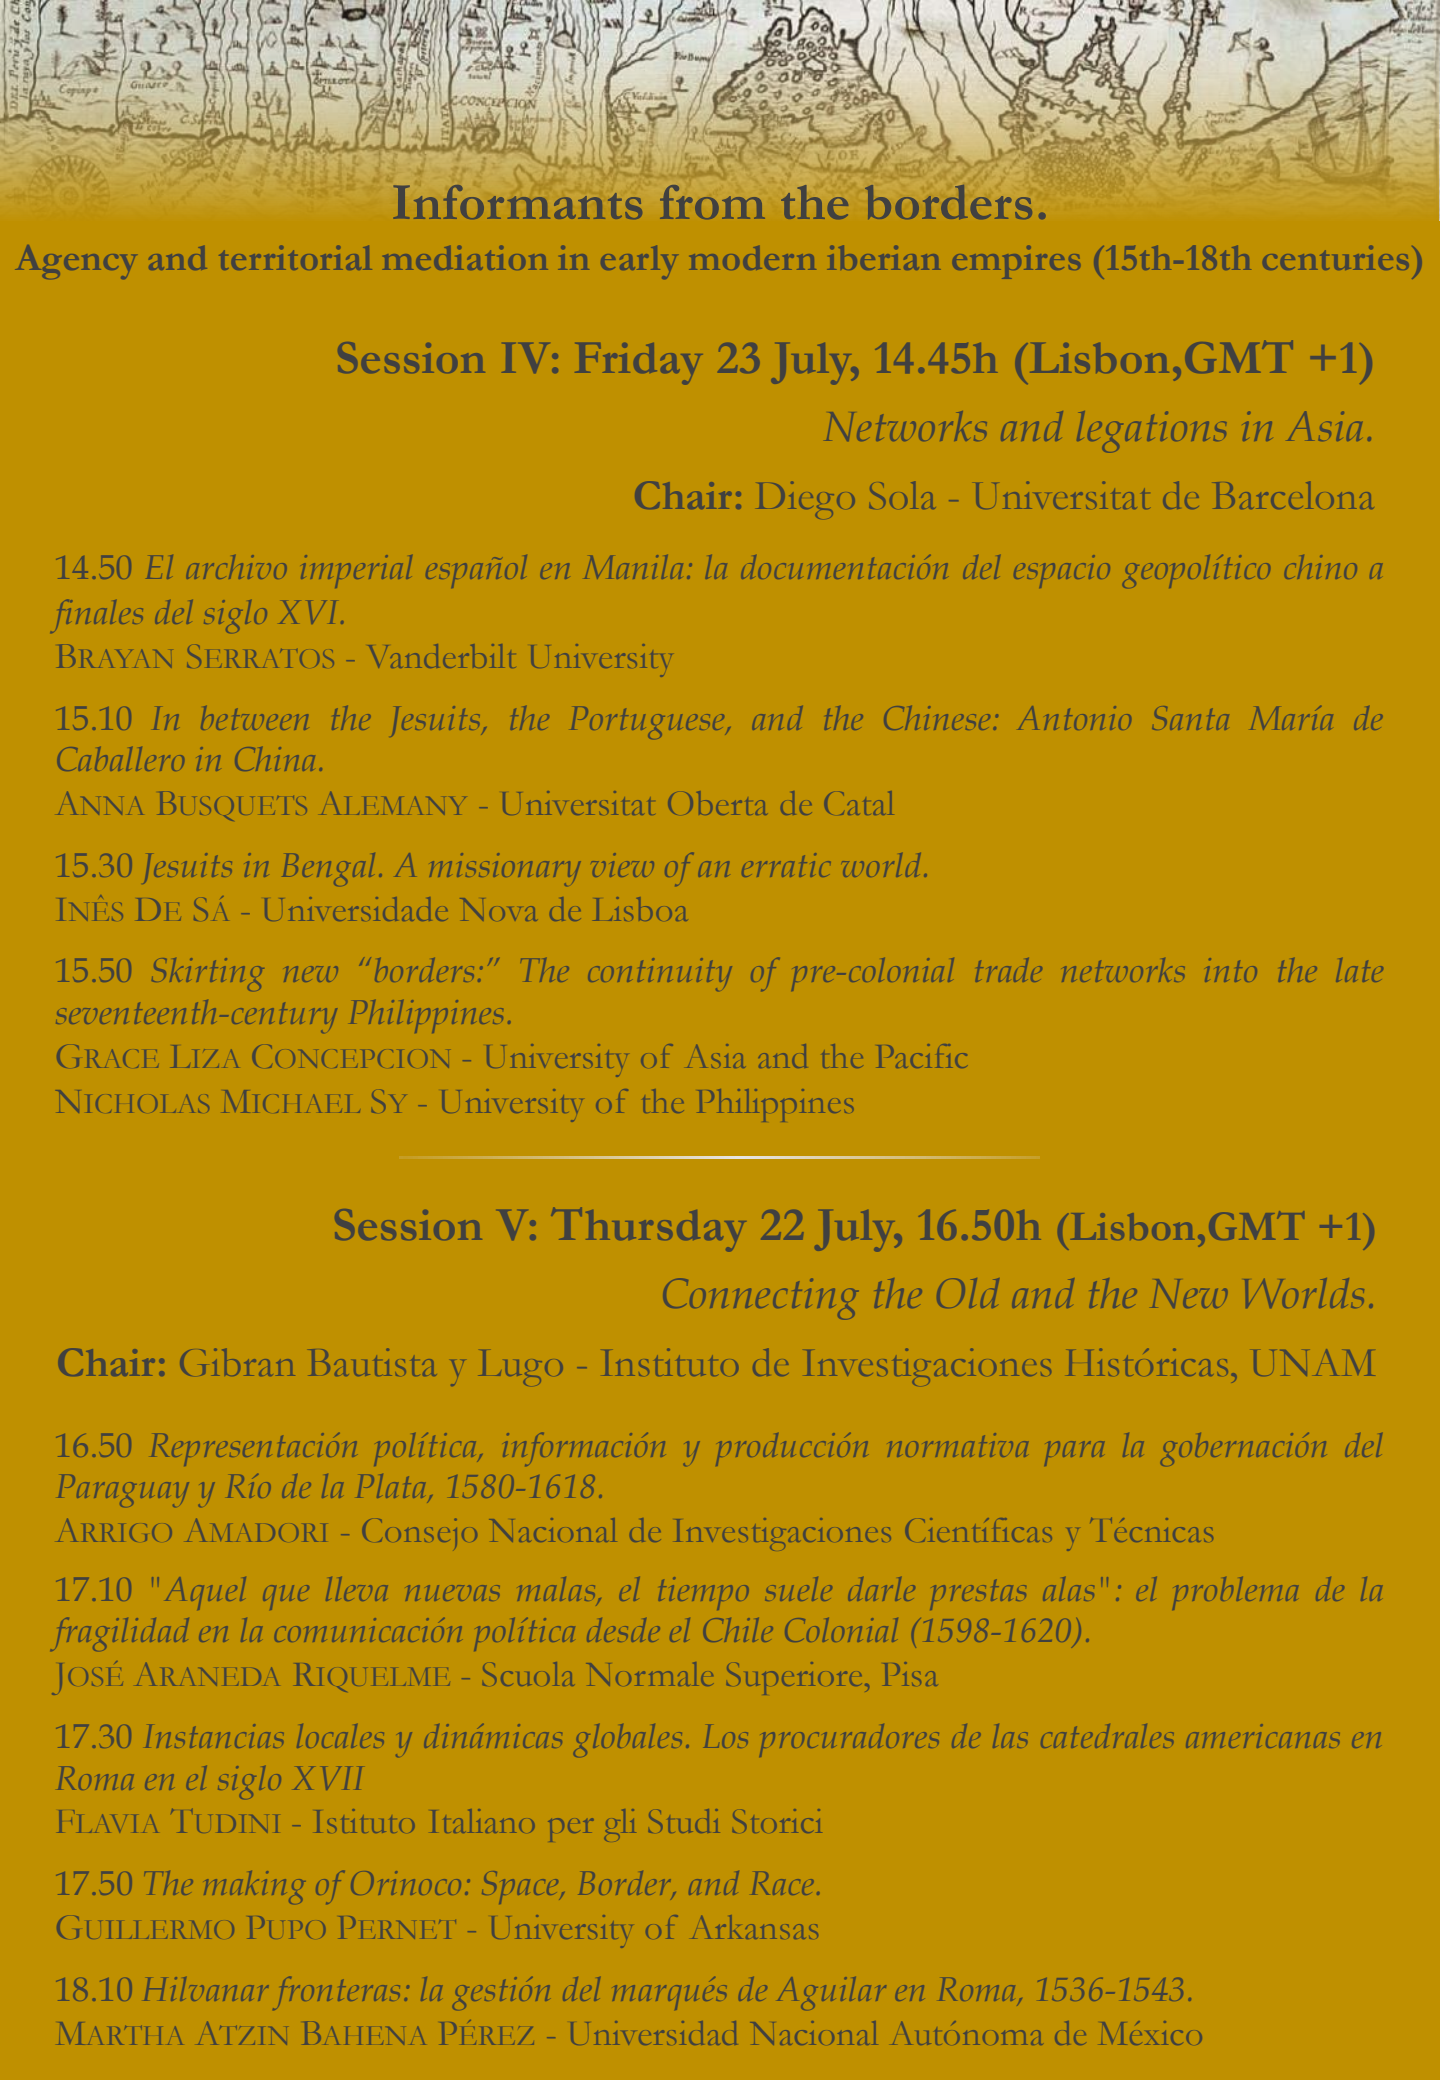 DEL Perú
Copiapo
Guasco
C.CONCEPCION
Valdivia
Rio Bueno
Informants from the borders.
Agency and territorial mediation in early modern iberian empires (15th-18th centuries)
Session IV: Friday 23 July, 14.45h (Lisbon,GMT +1)
Networks and legations in Asia.
Chair: Diego Sola - Universitat de Barcelona
14.50 El archivo imperial español en Manila: la documentación del espacio geopolítico chino a
finales del siglo XVI.
BRAYAN SERRATOS - Vanderbilt University
15.10 In between the Jesuits, the Portuguese, and the Chinese: Antonio Santa María de
Caballero in China.
ANNA BUSQUETS ALEMANY - Universitat Oberta de Catal
15.30 Jesuits in Bengal. A missionary view of an erratic world.
INÊS DE SÁ - Universidade Nova de Lisboa
15.50 Skirting new “borders:” The continuity of pre-colonial trade networks into the late
seventeenth-century Philippines.
GRACE LIZA CONCEPCION - University of Asia and the Pacific
NICHOLAS MICHAEL SY - University of the Philippines
Session V: Thursday 22 July, 16.50h (Lisbon,GMT +1)
Connecting the Old and the New Worlds.
Chair: Gibran Bautista y Lugo - Instituto de Investigaciones Históricas, UNAM
16.50 Representación política, información y producción normativa para la gobernación del
Paraguay y Río de la Plata, 1580-1618.
ARRIGO AMADORI - Consejo Nacional de Investigaciones Científicas y Técnicas
17.10 "Aquel que lleva nuevas malas, el tiempo suele darle prestas alas": el problema de la
fragilidad en la comunicación política desde el Chile Colonial (1598-1620).
JOSÉ ARANEDA RIQUELME - Scuola Normale Superiore, Pisa
17.30 Instancias locales y dinámicas globales. Los procuradores de las catedrales americanas en
Roma en el siglo XVII
FLAVIA TUDINI - Istituto Italiano per gli Studi Storici
17.50 The making of Orinoco: Space, Border, and Race.
GUILLERMO PUPO PERNET - University of Arkansas
18.10 Hilvanar fronteras: la gestión del marqués de Aguilar en Roma, 1536-1543.
MARTHA ATZIN BAHENA PÉREZ - Universidad Nacional Autónoma de México